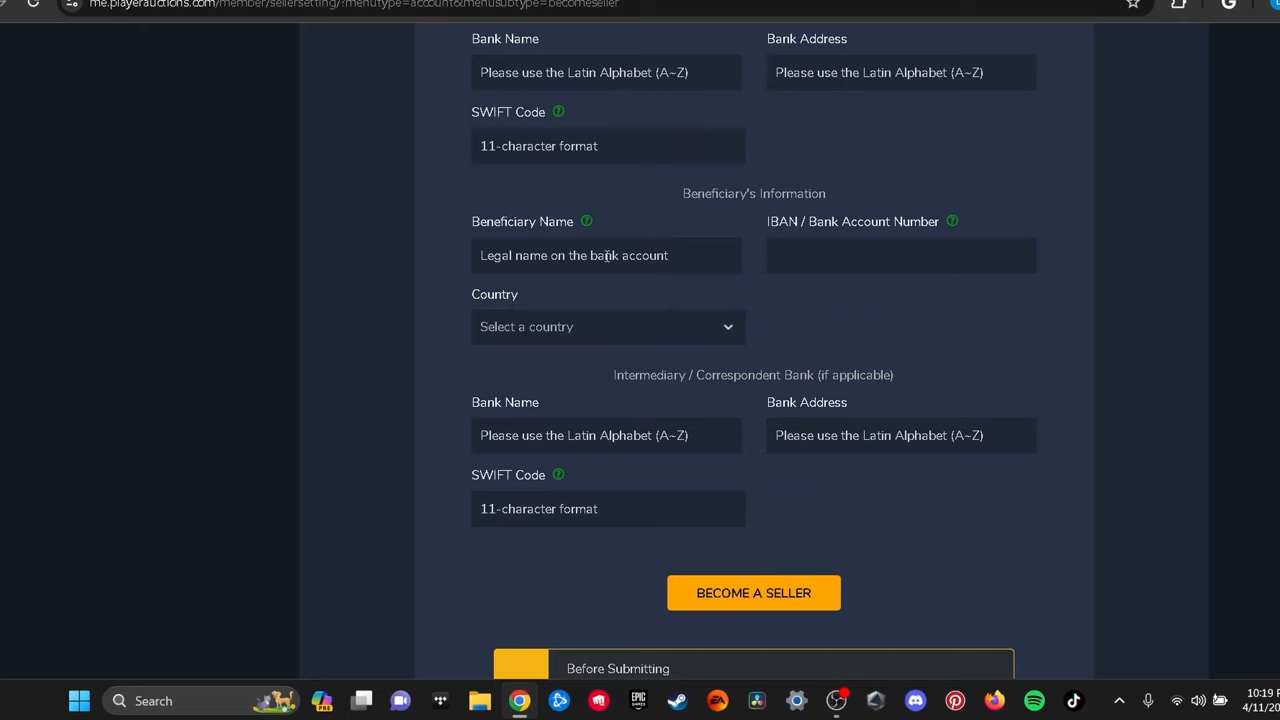 me.playerauctions.com/member/sellersetting/?menutype=account&menusubtype=becomeseller
Bank Name
Bank Address
Please use the Latin Alphabet (A~Z)
Please use the Latin Alphabet (A~Z)
SWIFT Code ?
11-character format
Beneficiary's Information
Beneficiary Name ?
IBAN / Bank Account Number ?
Legal name on the bank account
Country
Select a country
Intermediary / Correspondent Bank (if applicable)
Bank Name
Bank Address
Please use the Latin Alphabet (A~Z)
Please use the Latin Alphabet (A~Z)
SWIFT Code ?
11-character format
BECOME A SELLER
Before Submitting
Search
PRE
EPIC
GAMES
EA
10:19 P
4/11/20